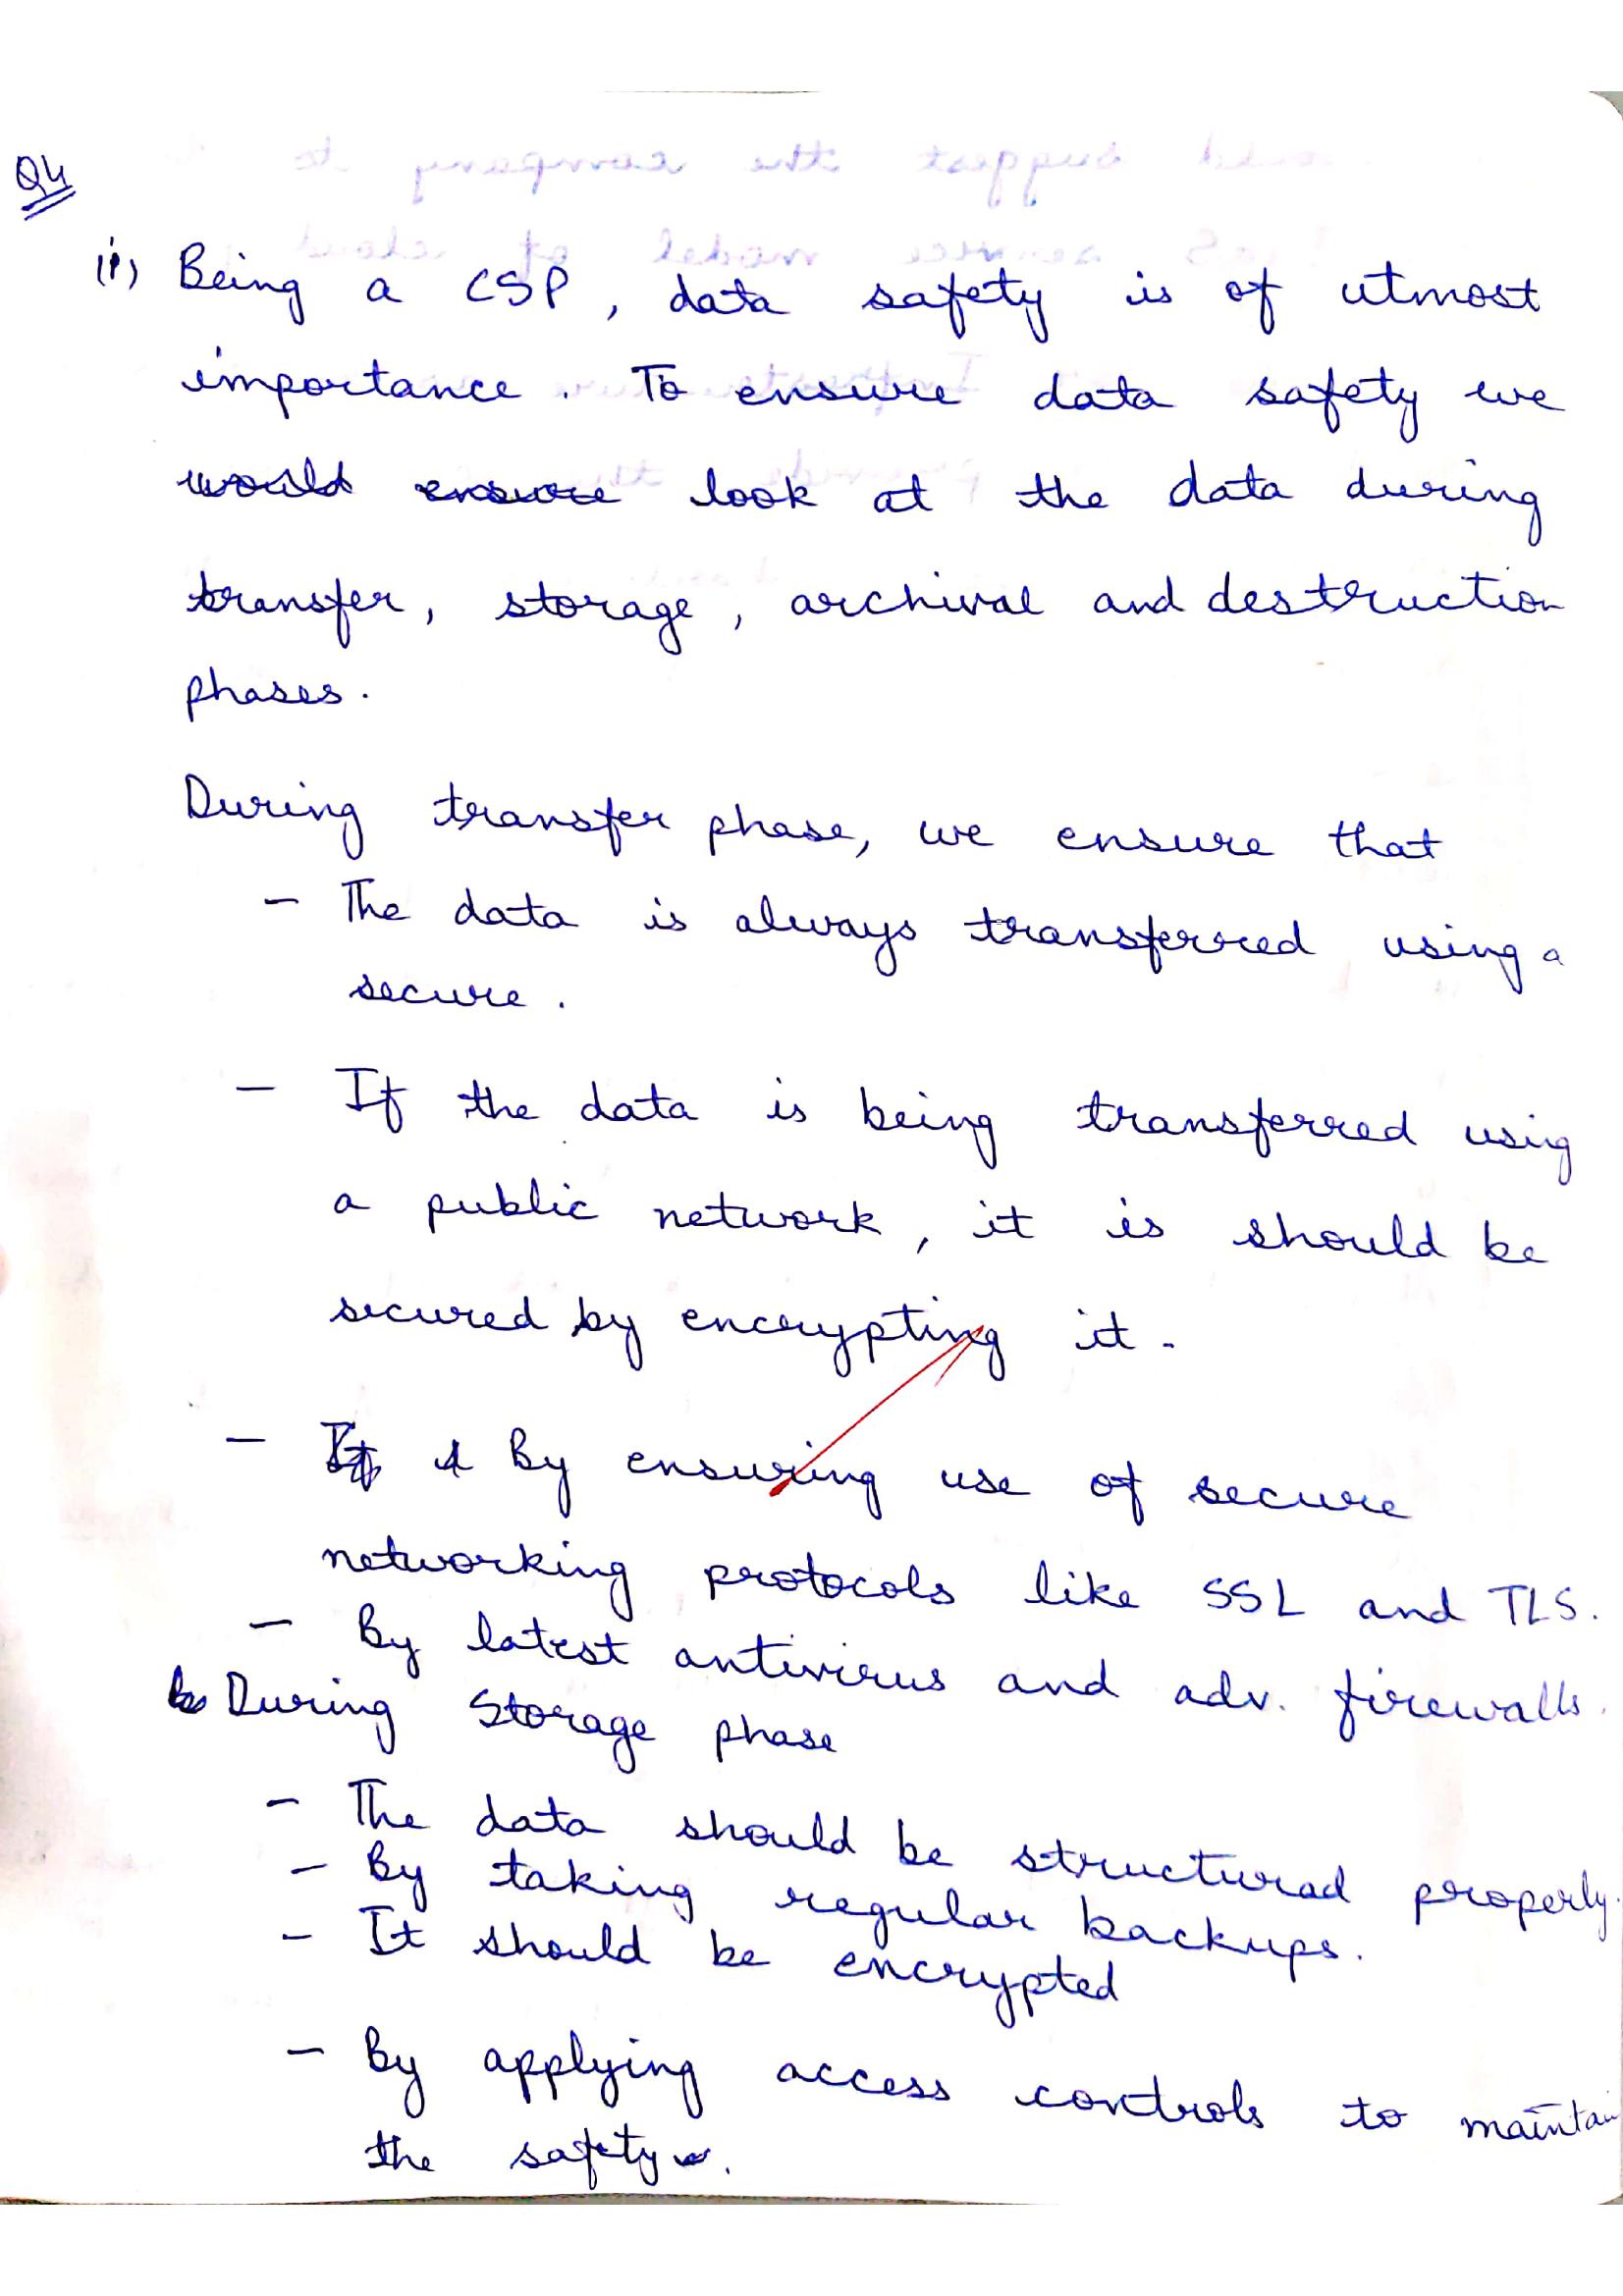 Q4
(i) Being a CSP, data safety is of utmost
importance. To ensure data safety we
would ensure look at the data during
transfer, storage, archival and destruction
phases.
During transfer phase, we ensure that
- The data is always transferred using a
secure.
- If the data is being transferred using
a public network, it is should be
secured by encrypting it.
- If By ensuring use of secure
networking protocols like SSL and TLS.
- By latest antivirus and adv. firewalls.
During Storage phase
- The data should be structurad properly.
- By taking regular backups.
- It should be encrypted
- By applying access controls to maintain
the safety.